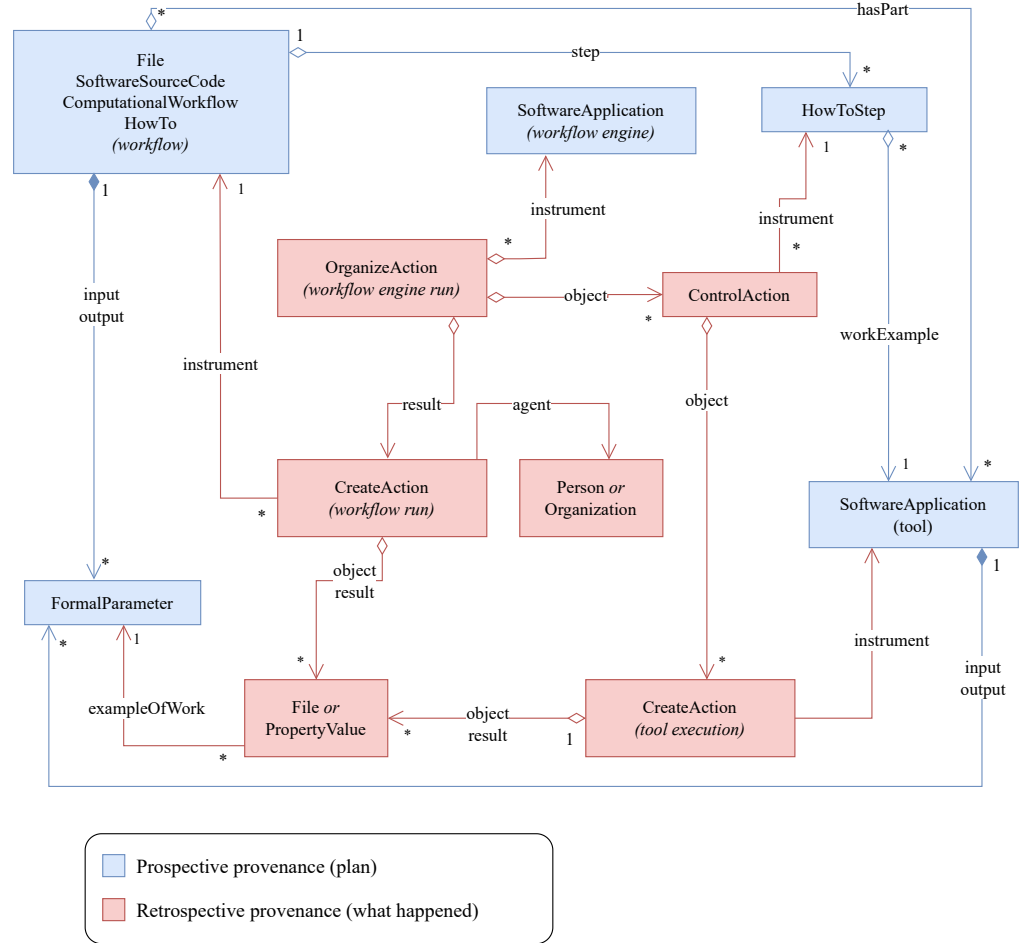 hasPart
*
File
SoftwareSourceCode
ComputationalWorkflow
HowTo
(workflow)
1
step
*
SoftwareApplication
(workflow engine)
HowToStep
1
*
1
1
instrument
instrument
*
*
OrganizeAction
(workflow engine run)
object
*
ControlAction
input
output
workExample
instrument
result
agent
object
CreateAction
(workflow run)
*
Person or
Organization
1
*
SoftwareApplication
(tool)
1
*
object
result
FormalParameter
*
1
instrument
*
*
input
output
exampleOfWork
File or
PropertyValue
*
*
object
result
1
CreateAction
(tool execution)
Prospective provenance (plan)
Retrospective provenance (what happened)